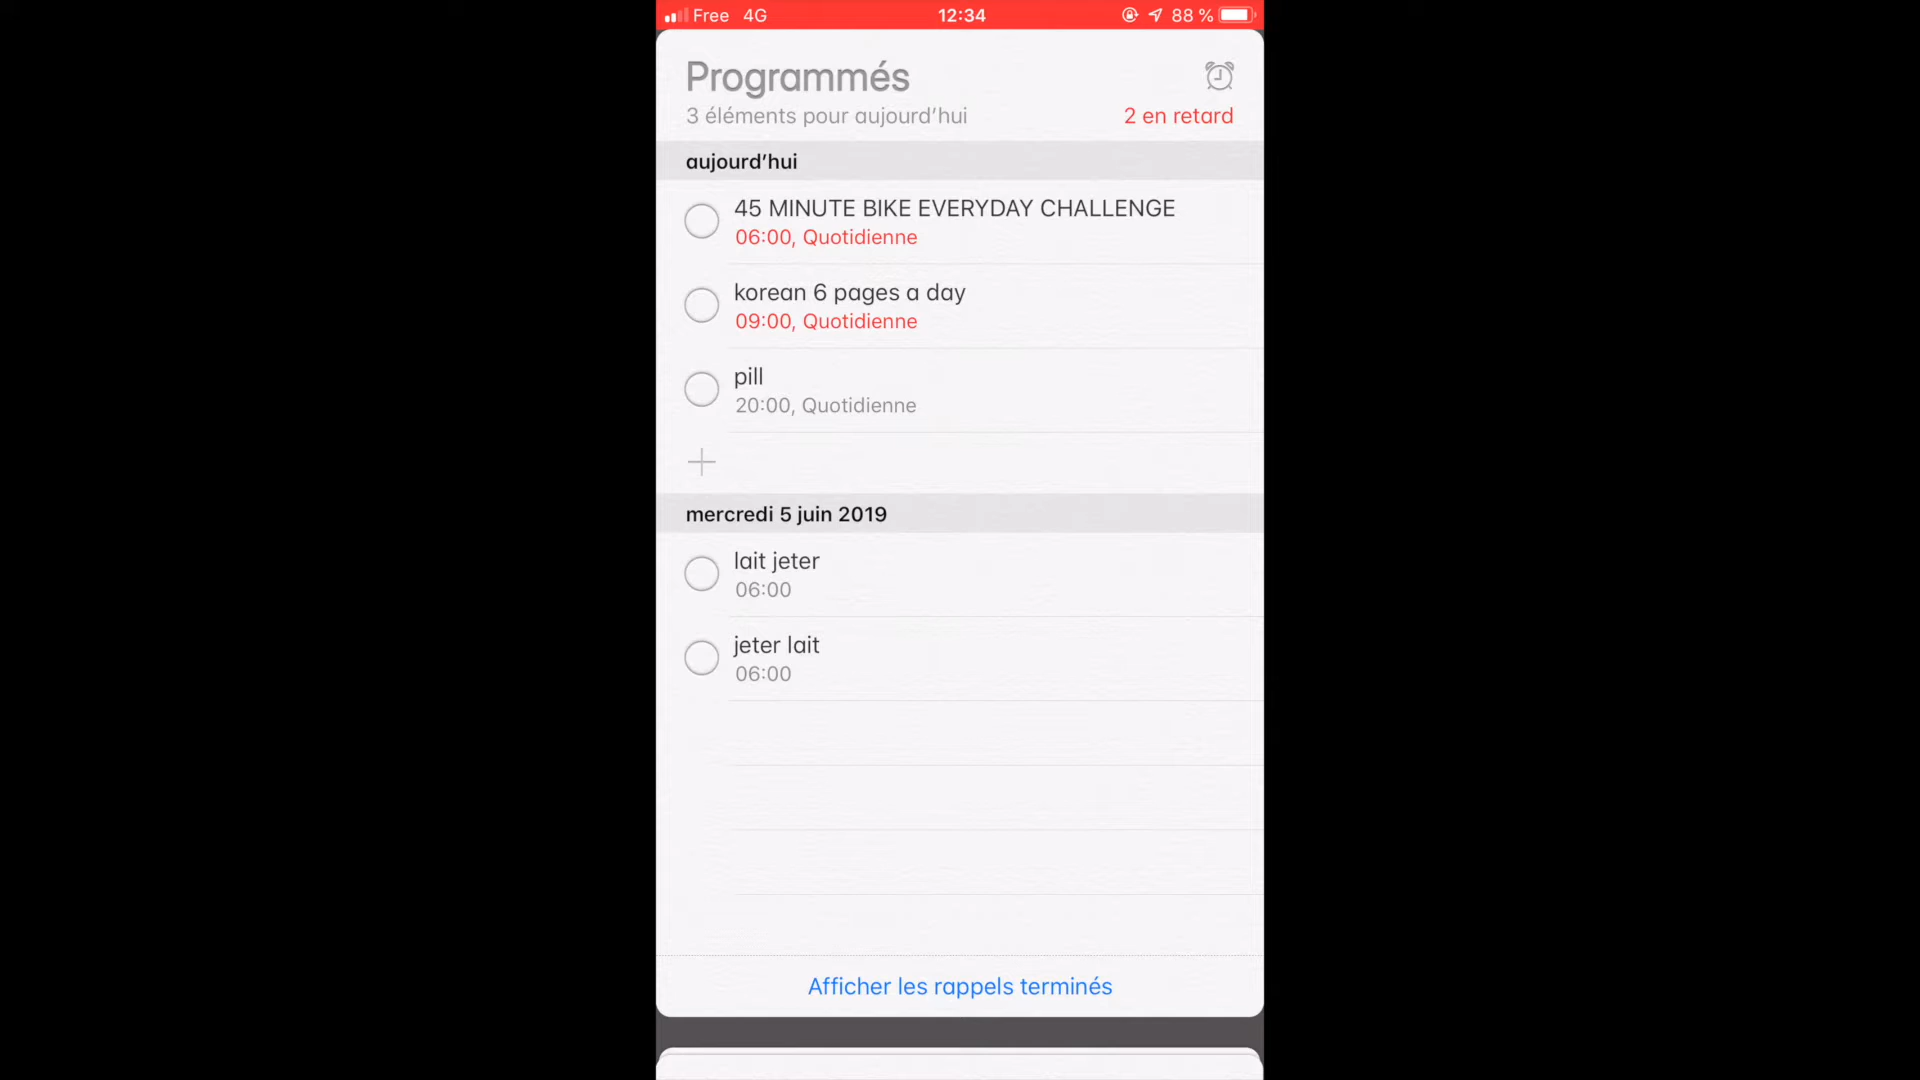 Free 4G 12:34 88 %
Programmés
3 éléments pour aujourd’hui 2 en retard
aujourd’hui
45 MINUTE BIKE EVERYDAY CHALLENGE
06:00, Quotidienne
korean 6 pages a day
09:00, Quotidienne
pill
20:00, Quotidienne
mercredi 5 juin 2019
lait jeter
06:00
jeter lait
06:00
Afficher les rappels terminés